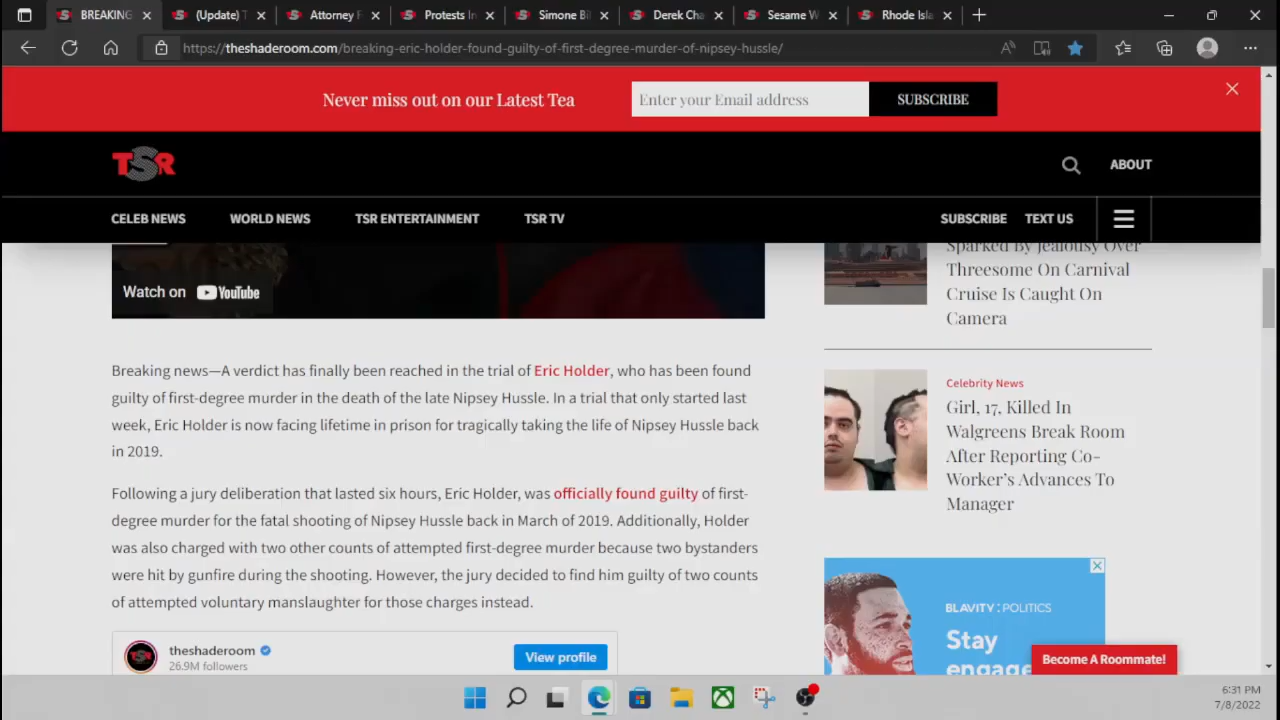 BREAKING
(Update) T
Attorney F
Protests In
Simone Bil
Derek Cha
Sesame W
Rhode Isla
https://theshaderoom.com/breaking-eric-holder-found-guilty-of-first-degree-murder-of-nipsey-hussle/
Never miss out on our Latest Tea
Enter your Email address
SUBSCRIBE
TSR
ABOUT
CELEB NEWS
WORLD NEWS
TSR ENTERTAINMENT
TSR TV
SUBSCRIBE
TEXT US
Watch on YouTube
Breaking news—A verdict has finally been reached in the trial of Eric Holder, who has been found
guilty of first-degree murder in the death of the late Nipsey Hussle. In a trial that only started last
week, Eric Holder is now facing lifetime in prison for tragically taking the life of Nipsey Hussle back
in 2019.
Following a jury deliberation that lasted six hours, Eric Holder, was officially found guilty of first-
degree murder for the fatal shooting of Nipsey Hussle back in March of 2019. Additionally, Holder
was also charged with two other counts of attempted first-degree murder because two bystanders
were hit by gunfire during the shooting. However, the jury decided to find him guilty of two counts
of attempted voluntary manslaughter for those charges instead.
theshaderoom
26.9M followers
View profile
Sparked By Jealousy Over
Threesome On Carnival
Cruise Is Caught On
Camera
Celebrity News
Girl, 17, Killed In
Walgreens Break Room
After Reporting Co-
Worker's Advances To
Manager
BLAVITY:POLITICS
Stay
engage
Become A Roommate!
6:31 PM
7/8/2022